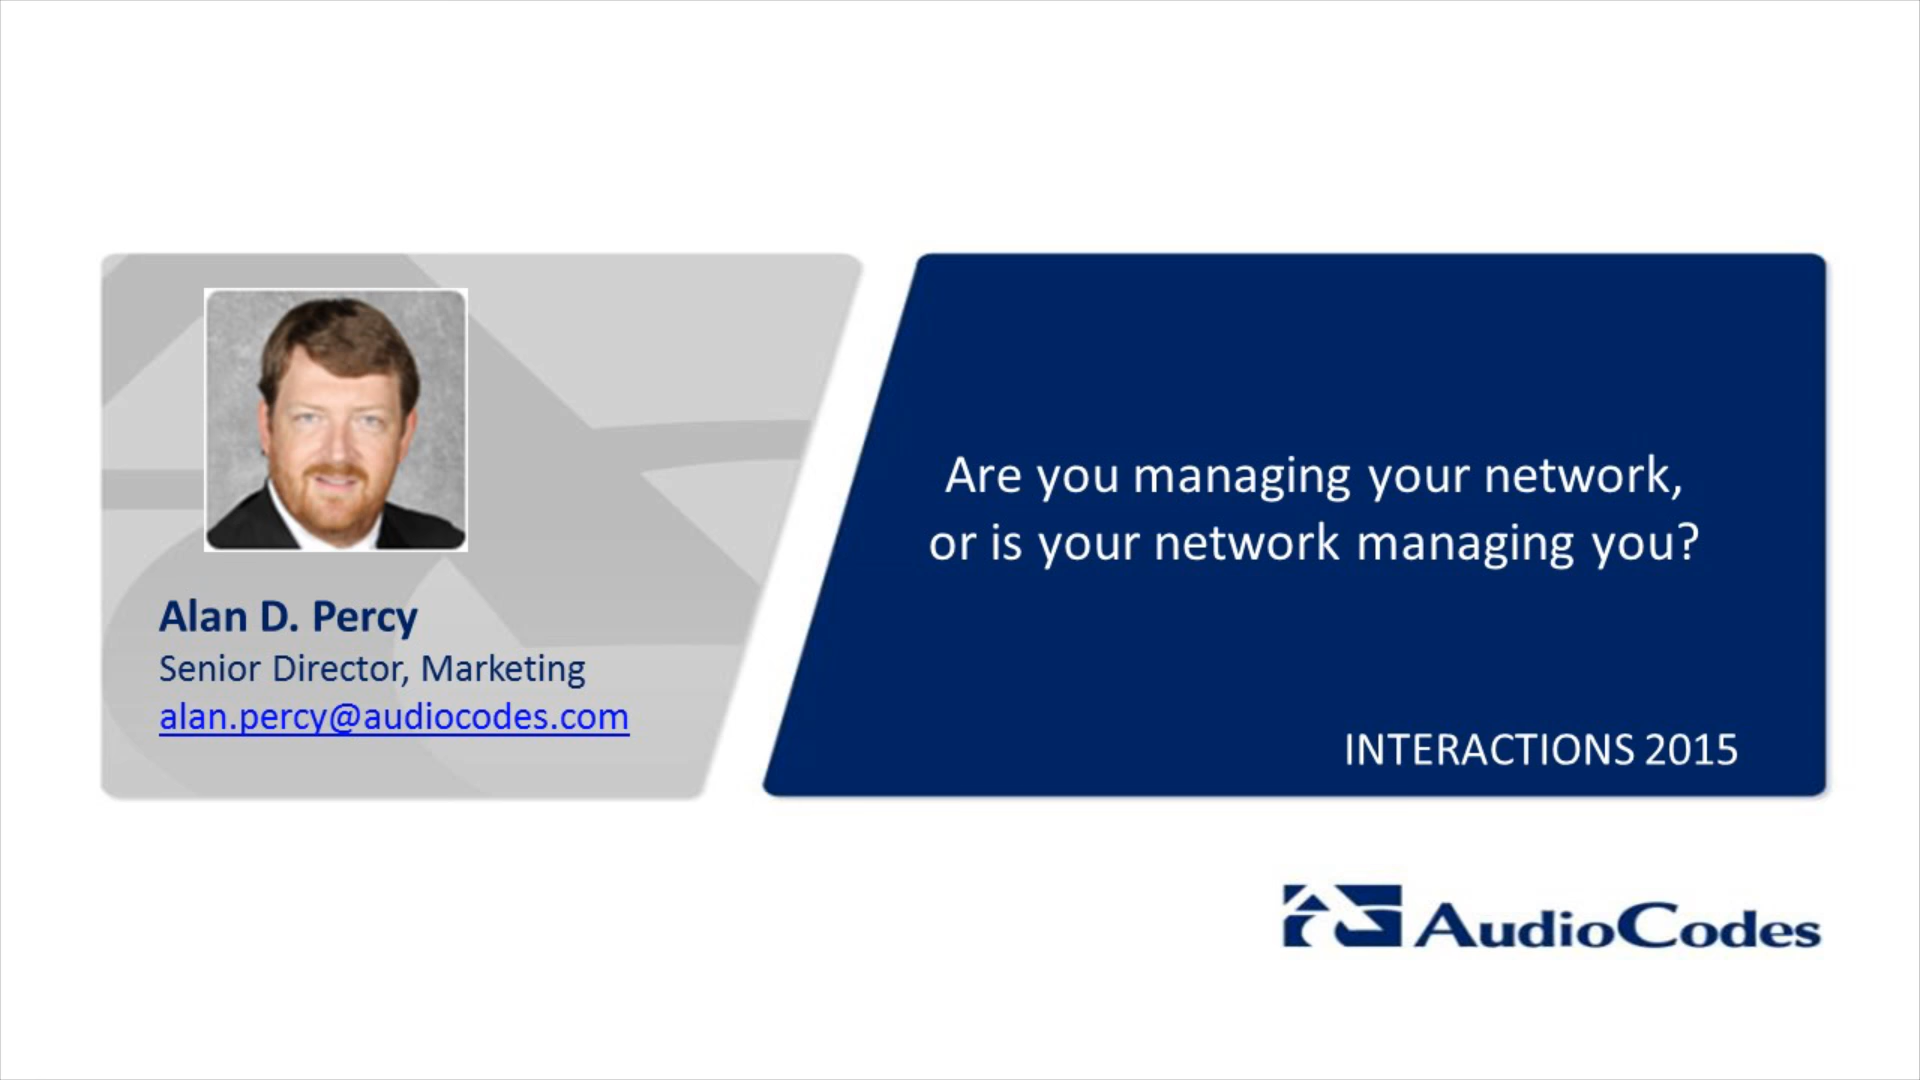 Alan D. Percy
Senior Director, Marketing
alan.percy@audiocodes.com
Are you managing your network,
or is your network managing you?
INTERACTIONS 2015
AudioCodes